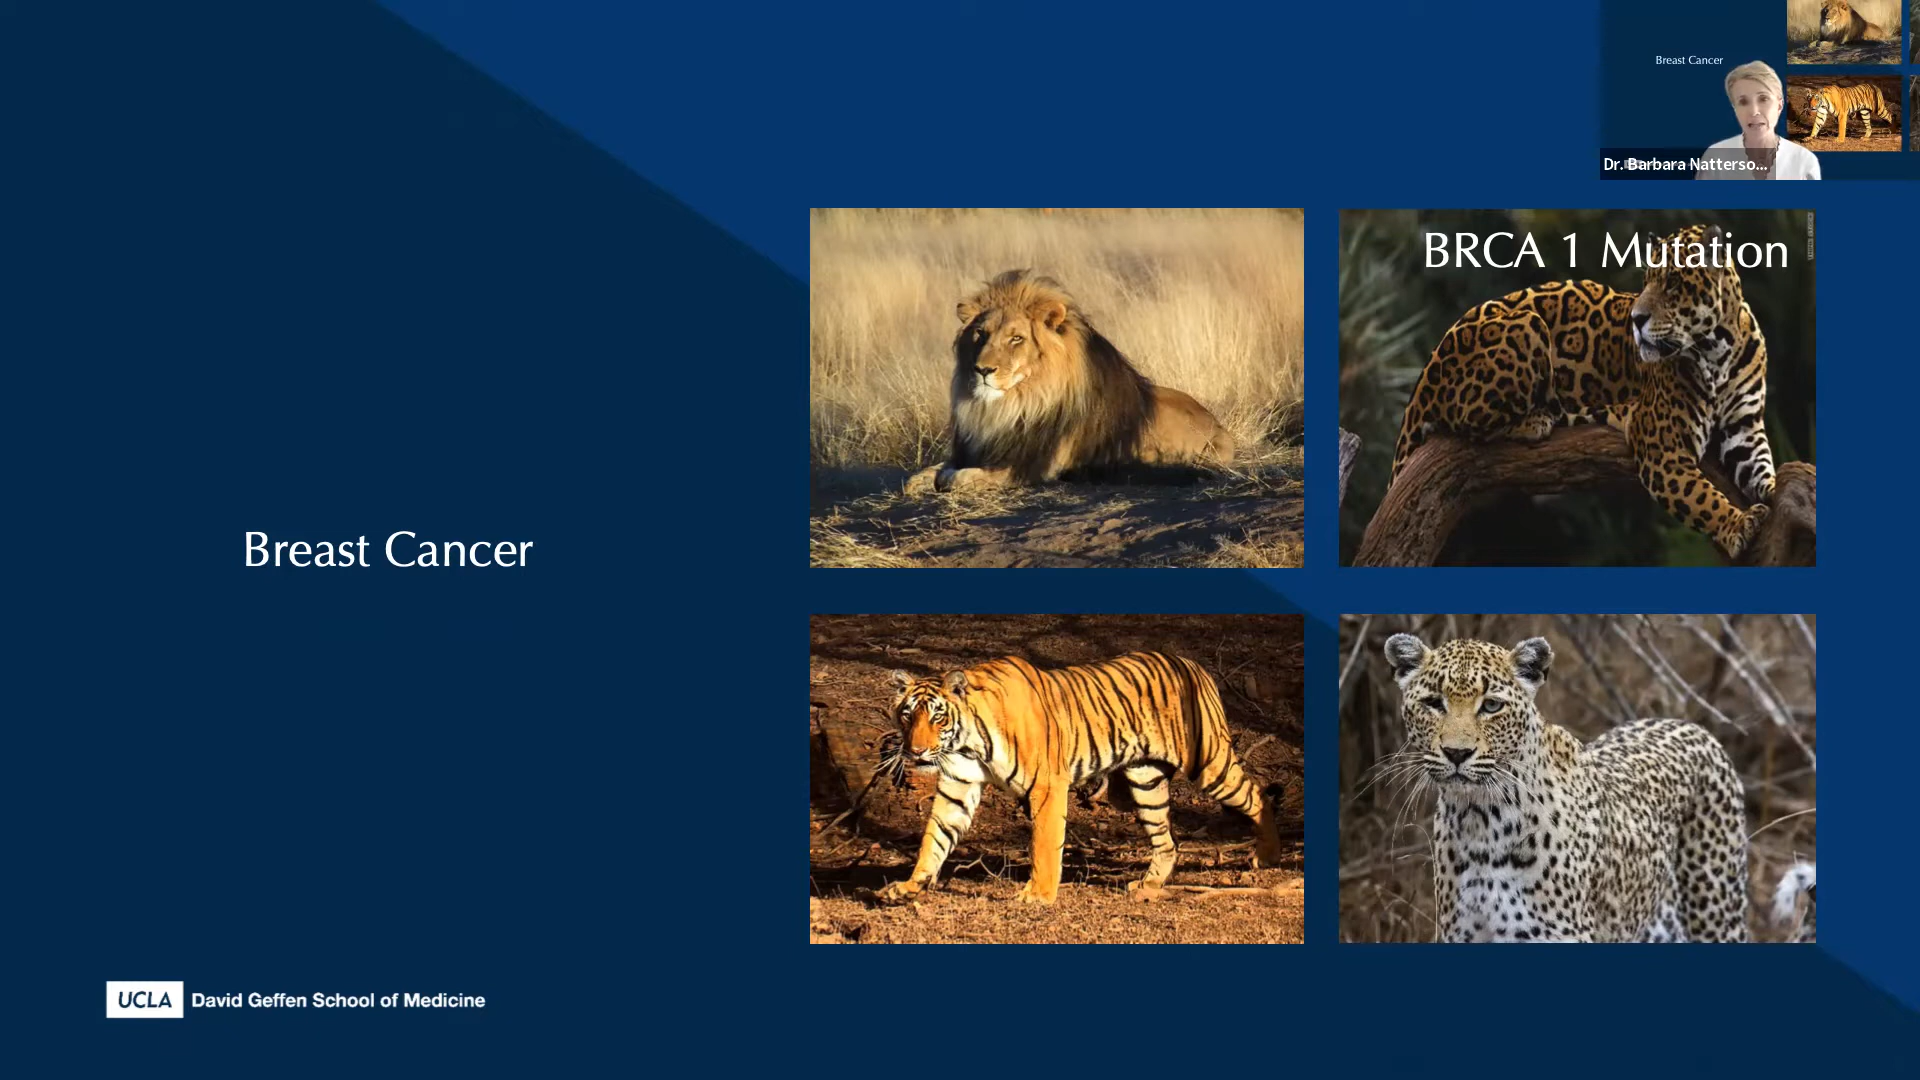 Breast Cancer
Dr. Barbara Natterso...
BRCA 1 Mutation
Breast Cancer
UCLA David Geffen School of Medicine